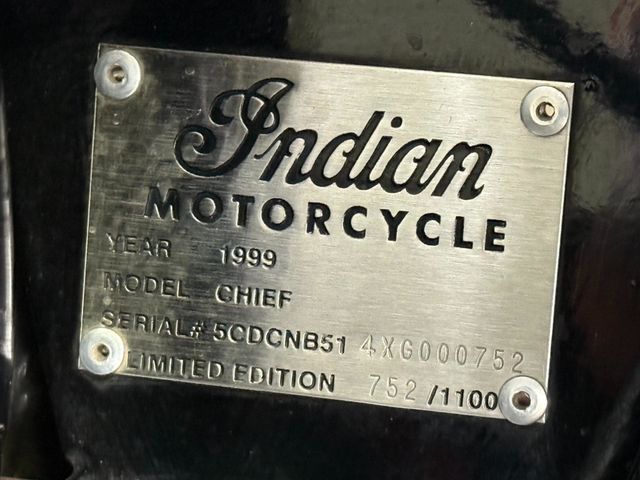 Indian
MOTORCYCLE
YEAR 1999
MODEL CHIEF
SERIAL# 5CDCNB51 4XG000752
LIMITED EDITION 752 /1100